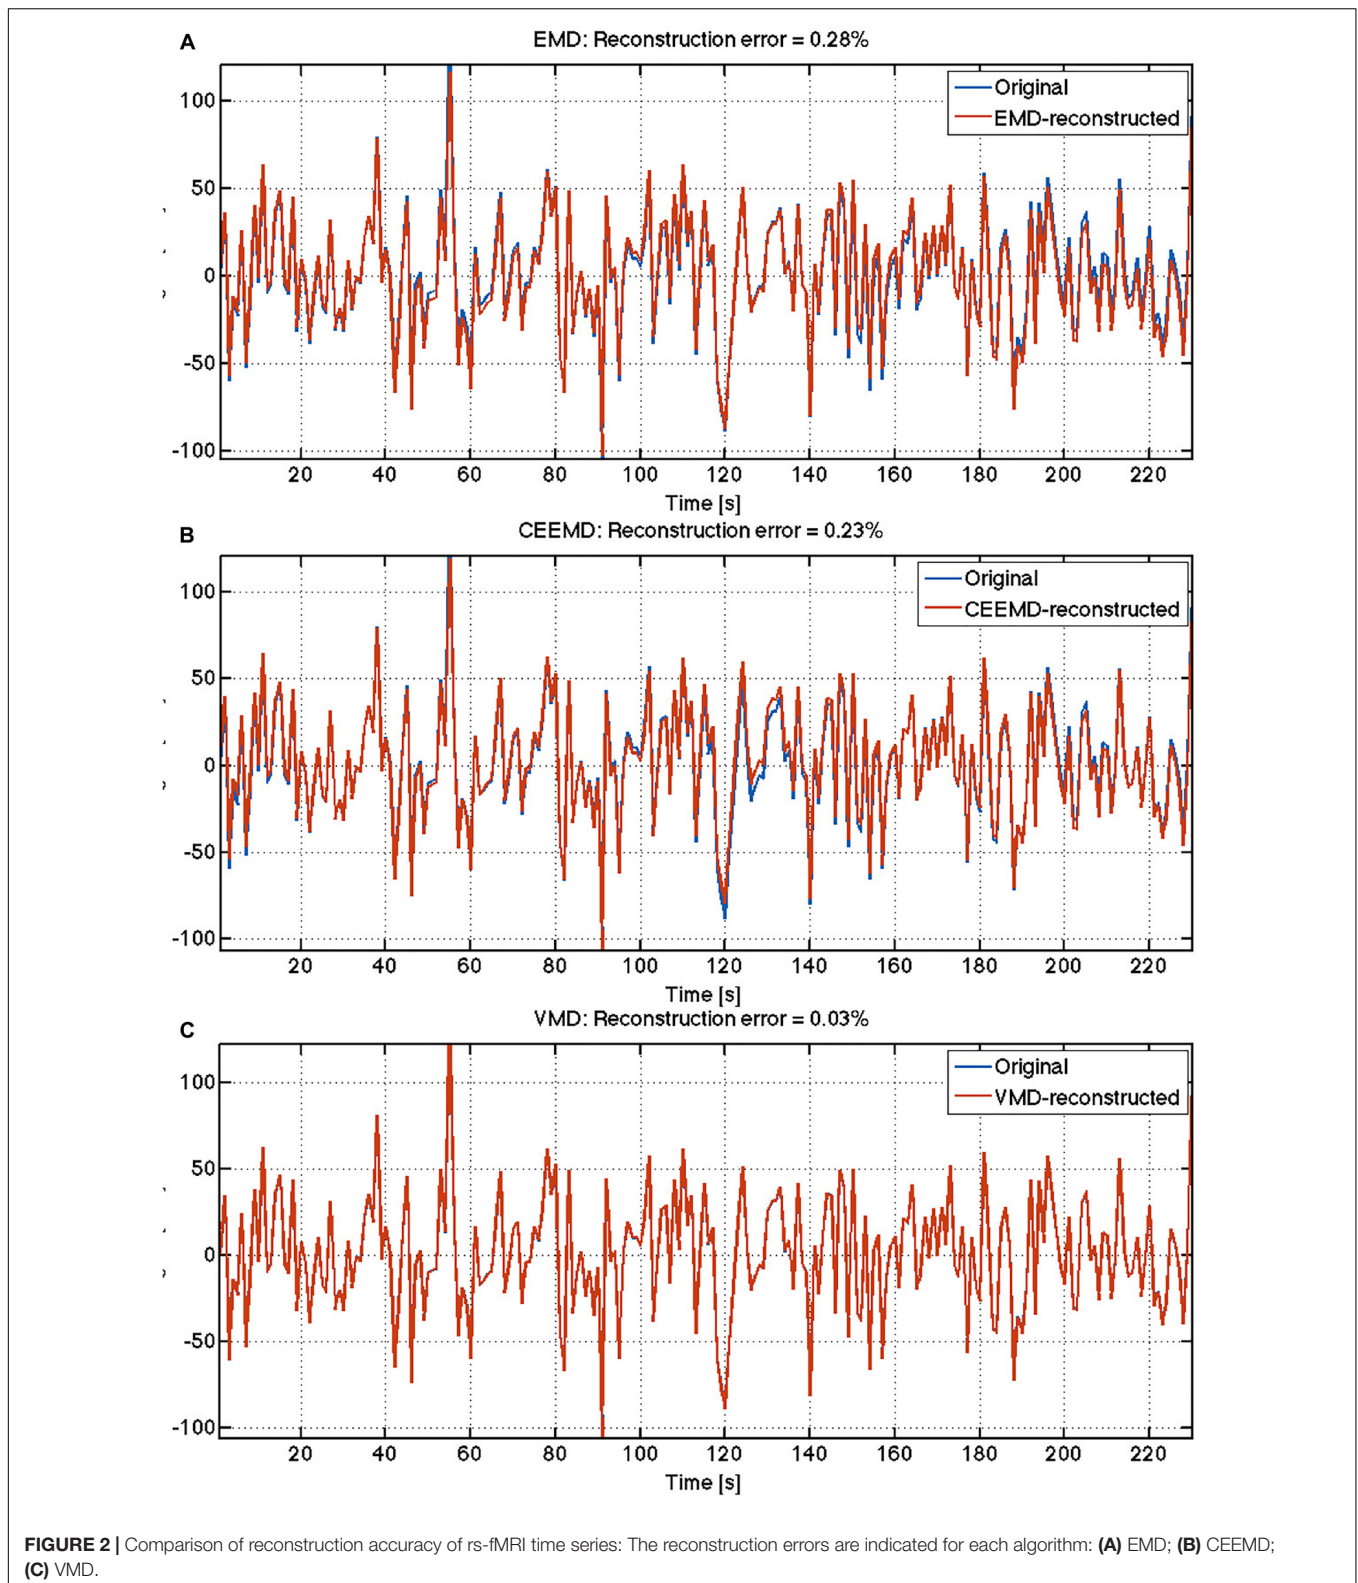 A
EMD: Reconstruction error = 0.28%
Original
EMD-reconstructed
100
50
0
-50
-100
20 40 60 80 100 120 140 160 180 200 220
Time [s]
B
CEEMD: Reconstruction error = 0.23%
Original
CEEMD-reconstructed
100
50
0
-50
-100
20 40 60 80 100 120 140 160 180 200 220
Time [s]
C
VMD: Reconstruction error = 0.03%
Original
VMD-reconstructed
100
50
0
-50
-100
20 40 60 80 100 120 140 160 180 200 220
Time [s]
FIGURE 2 | Comparison of reconstruction accuracy of rs-fMRI time series: The reconstruction errors are indicated for each algorithm: (A) EMD; (B) CEEMD;
(C) VMD.